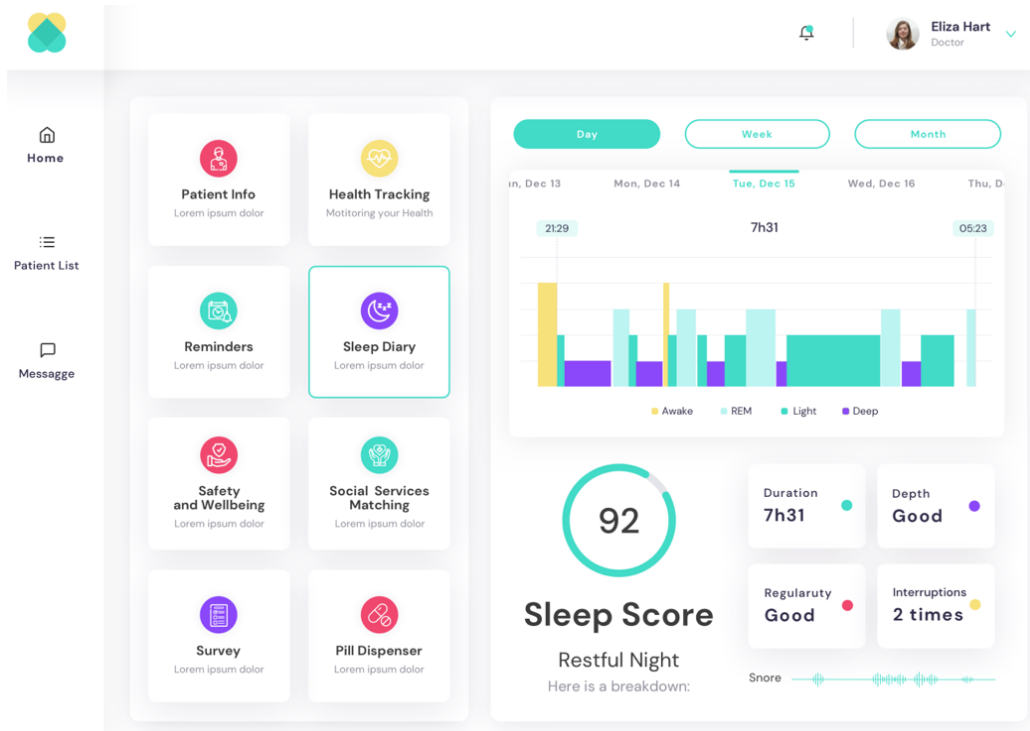 Eliza Hart
Doctor
Home
Patient List
Messagge
Patient Info
Lorem ipsum dolor
Health Tracking
Motitoring your Health
Reminders
Lorem ipsum dolor
Sleep Diary
Lorem ipsum dolor
Safety
and Wellbeing
Lorem ipsum dolor
Social Services
Matching
Lorem ipsum dolor
Survey
Lorem ipsum dolor
Pill Dispenser
Lorem ipsum dolor
Day
Week
Month
n, Dec 13
Mon, Dec 14
Tue, Dec 15
Wed, Dec 16
Thu, D
21:29
7h31
05:23
Awake
REM
Light
Deep
92
Sleep Score
Restful Night
Here is a breakdown:
Duration
7h31
Depth
Good
Regularuty
Good
Interruptions
2 times
Snore